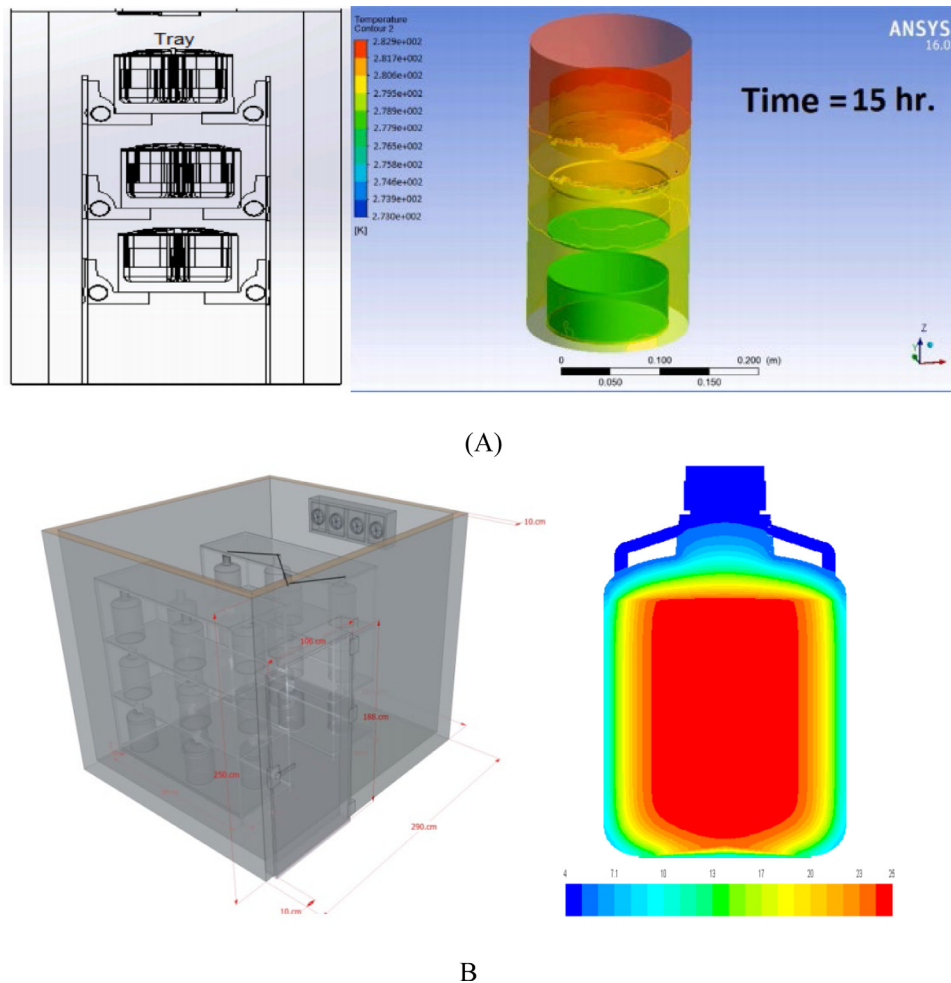 Tray
Temperature
Contour 2
2.829e+002
2.817e+002
2.806e+002
2.795e+002
2.789e+002
2.779e+002
2.765e+002
2.758e+002
2.746e+002
2.739e+002
2.730e+002
[K]
ANSYS
16.0
Time = 15 hr.
0 0.100 0.200 (m)
0.050 0.150
Z
Y
(A)
10.cm
100.cm
188.cm
250.cm
290.cm
10.cm
4 7.1 10 13 17 20 23 25
B